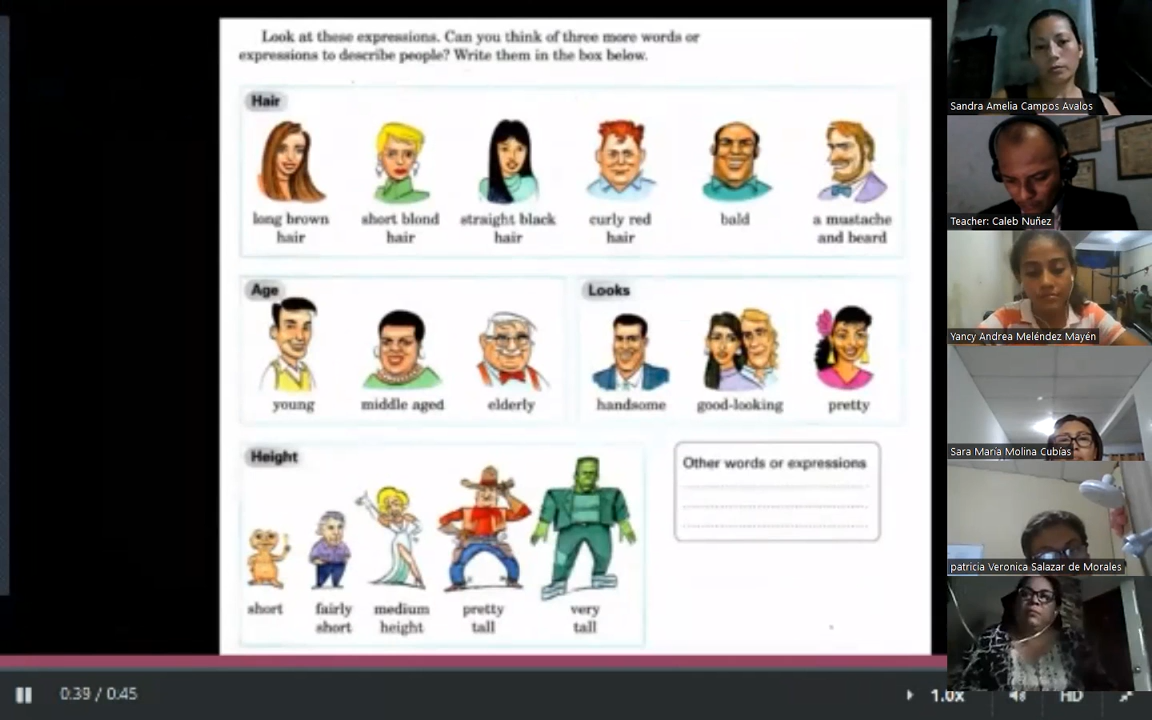 Look at these expressions. Can you think of three more words or
expressions to describe people? Write them in the box below.
Hair
long brown
hair
short blond
hair
straight black
hair
curly red
hair
bald
a mustache
and beard
Age
young
middle aged
elderly
Looks
handsome
good-looking
pretty
Height
short
fairly
short
medium
height
pretty
tall
very
tall
Other words or expressions
0:39 / 0:45
1.0x
HD
Sandra Amelia Campos Avalos
Teacher: Caleb Nuñez
Yancy Andrea Meléndez Mayén
Sara María Molina Cubías
patricia Veronica Salazar de Morales